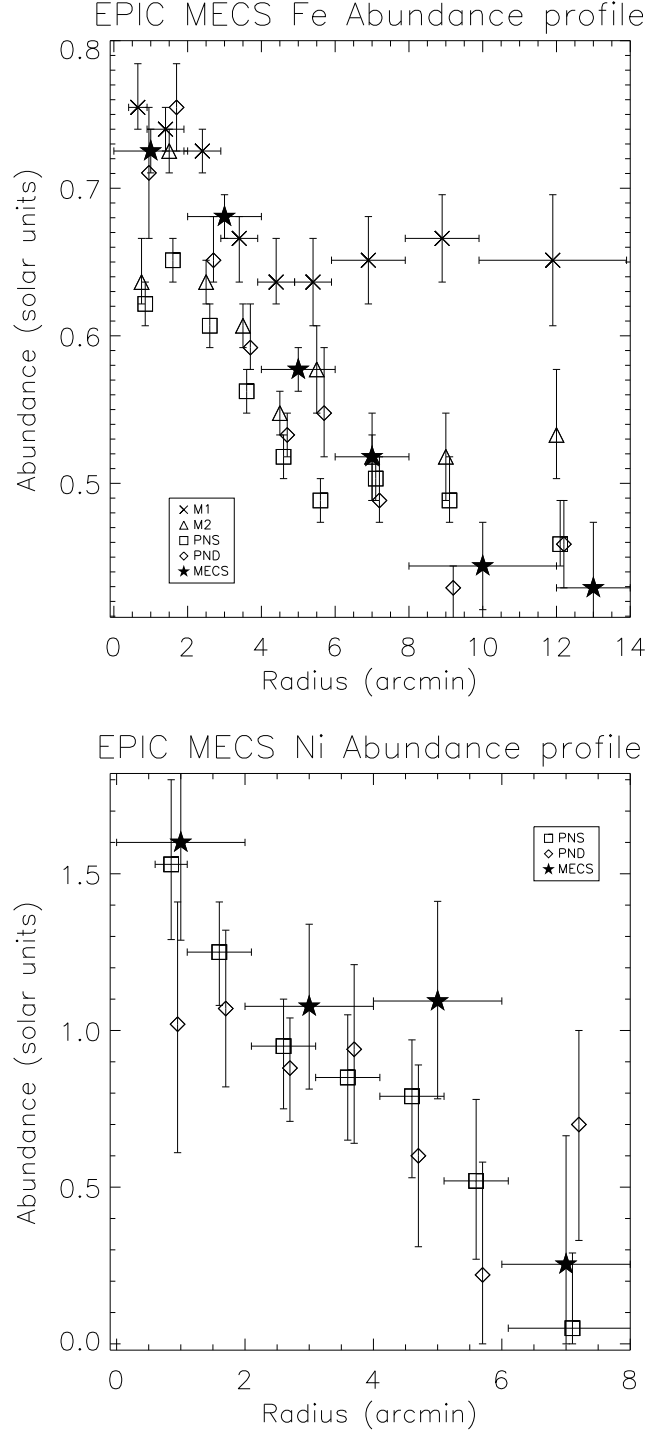 EPIC MECS Fe Abundance profile
0.8
0.7
0.6
0.5
Abundance (solar units)
M1
M2
PNS
PND
MECS
0 2 4 6 8 10 12 14
Radius (arcmin)
EPIC MECS Ni Abundance profile
1.5
1.0
0.5
0.0
Abundance (solar units)
PNS
PND
MECS
0 2 4 6 8
Radius (arcmin)